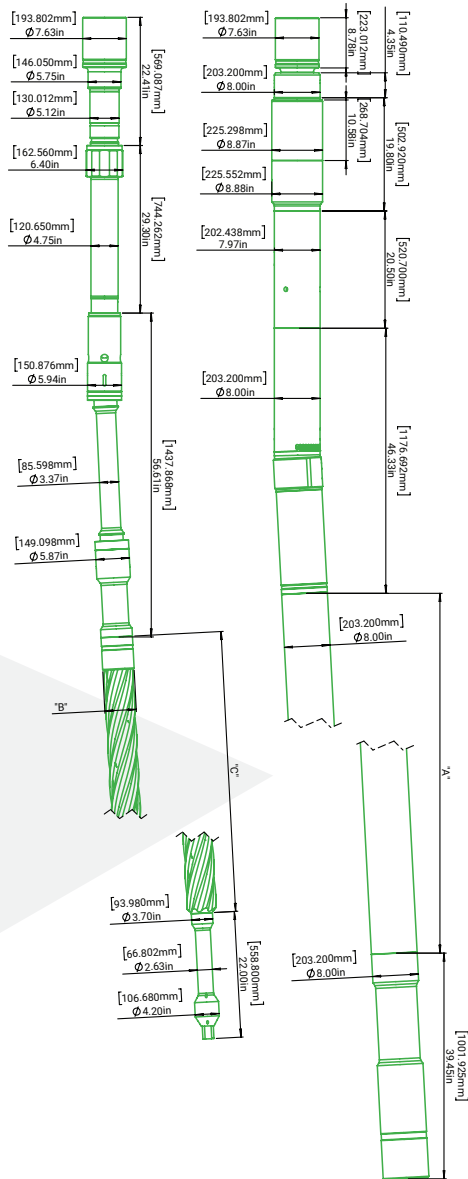 [193.802mm]
Ø7.63in
[569.087mm]
22.41in
[146.050mm]
Ø5.75in
[130.012mm]
Ø5.12in
[162.560mm]
6.40in
[744.262mm]
29.30in
[120.650mm]
Ø4.75in
[150.876mm]
Ø5.94in
[1437.868mm]
56.61in
[85.598mm]
Ø3.37in
[149.098mm]
Ø5.87in
"B"
"C"
[93.980mm]
Ø3.70in
[66.802mm]
Ø2.63in
[558.800mm]
22.00in
[106.680mm]
Ø4.20in
[193.802mm]
Ø7.63in
[223.012mm]
8.78in
[110.490mm]
4.35in
[203.200mm]
Ø8.00in
[225.298mm]
Ø8.87in
[268.704mm]
10.58in
[502.920mm]
19.80in
[225.552mm]
Ø8.88in
[202.438mm]
7.97in
[520.700mm]
20.50in
[203.200mm]
Ø8.00in
[1176.692mm]
46.33in
[203.200mm]
Ø8.00in
"A"
[203.200mm]
Ø8.00in
[1001.925mm]
39.45in